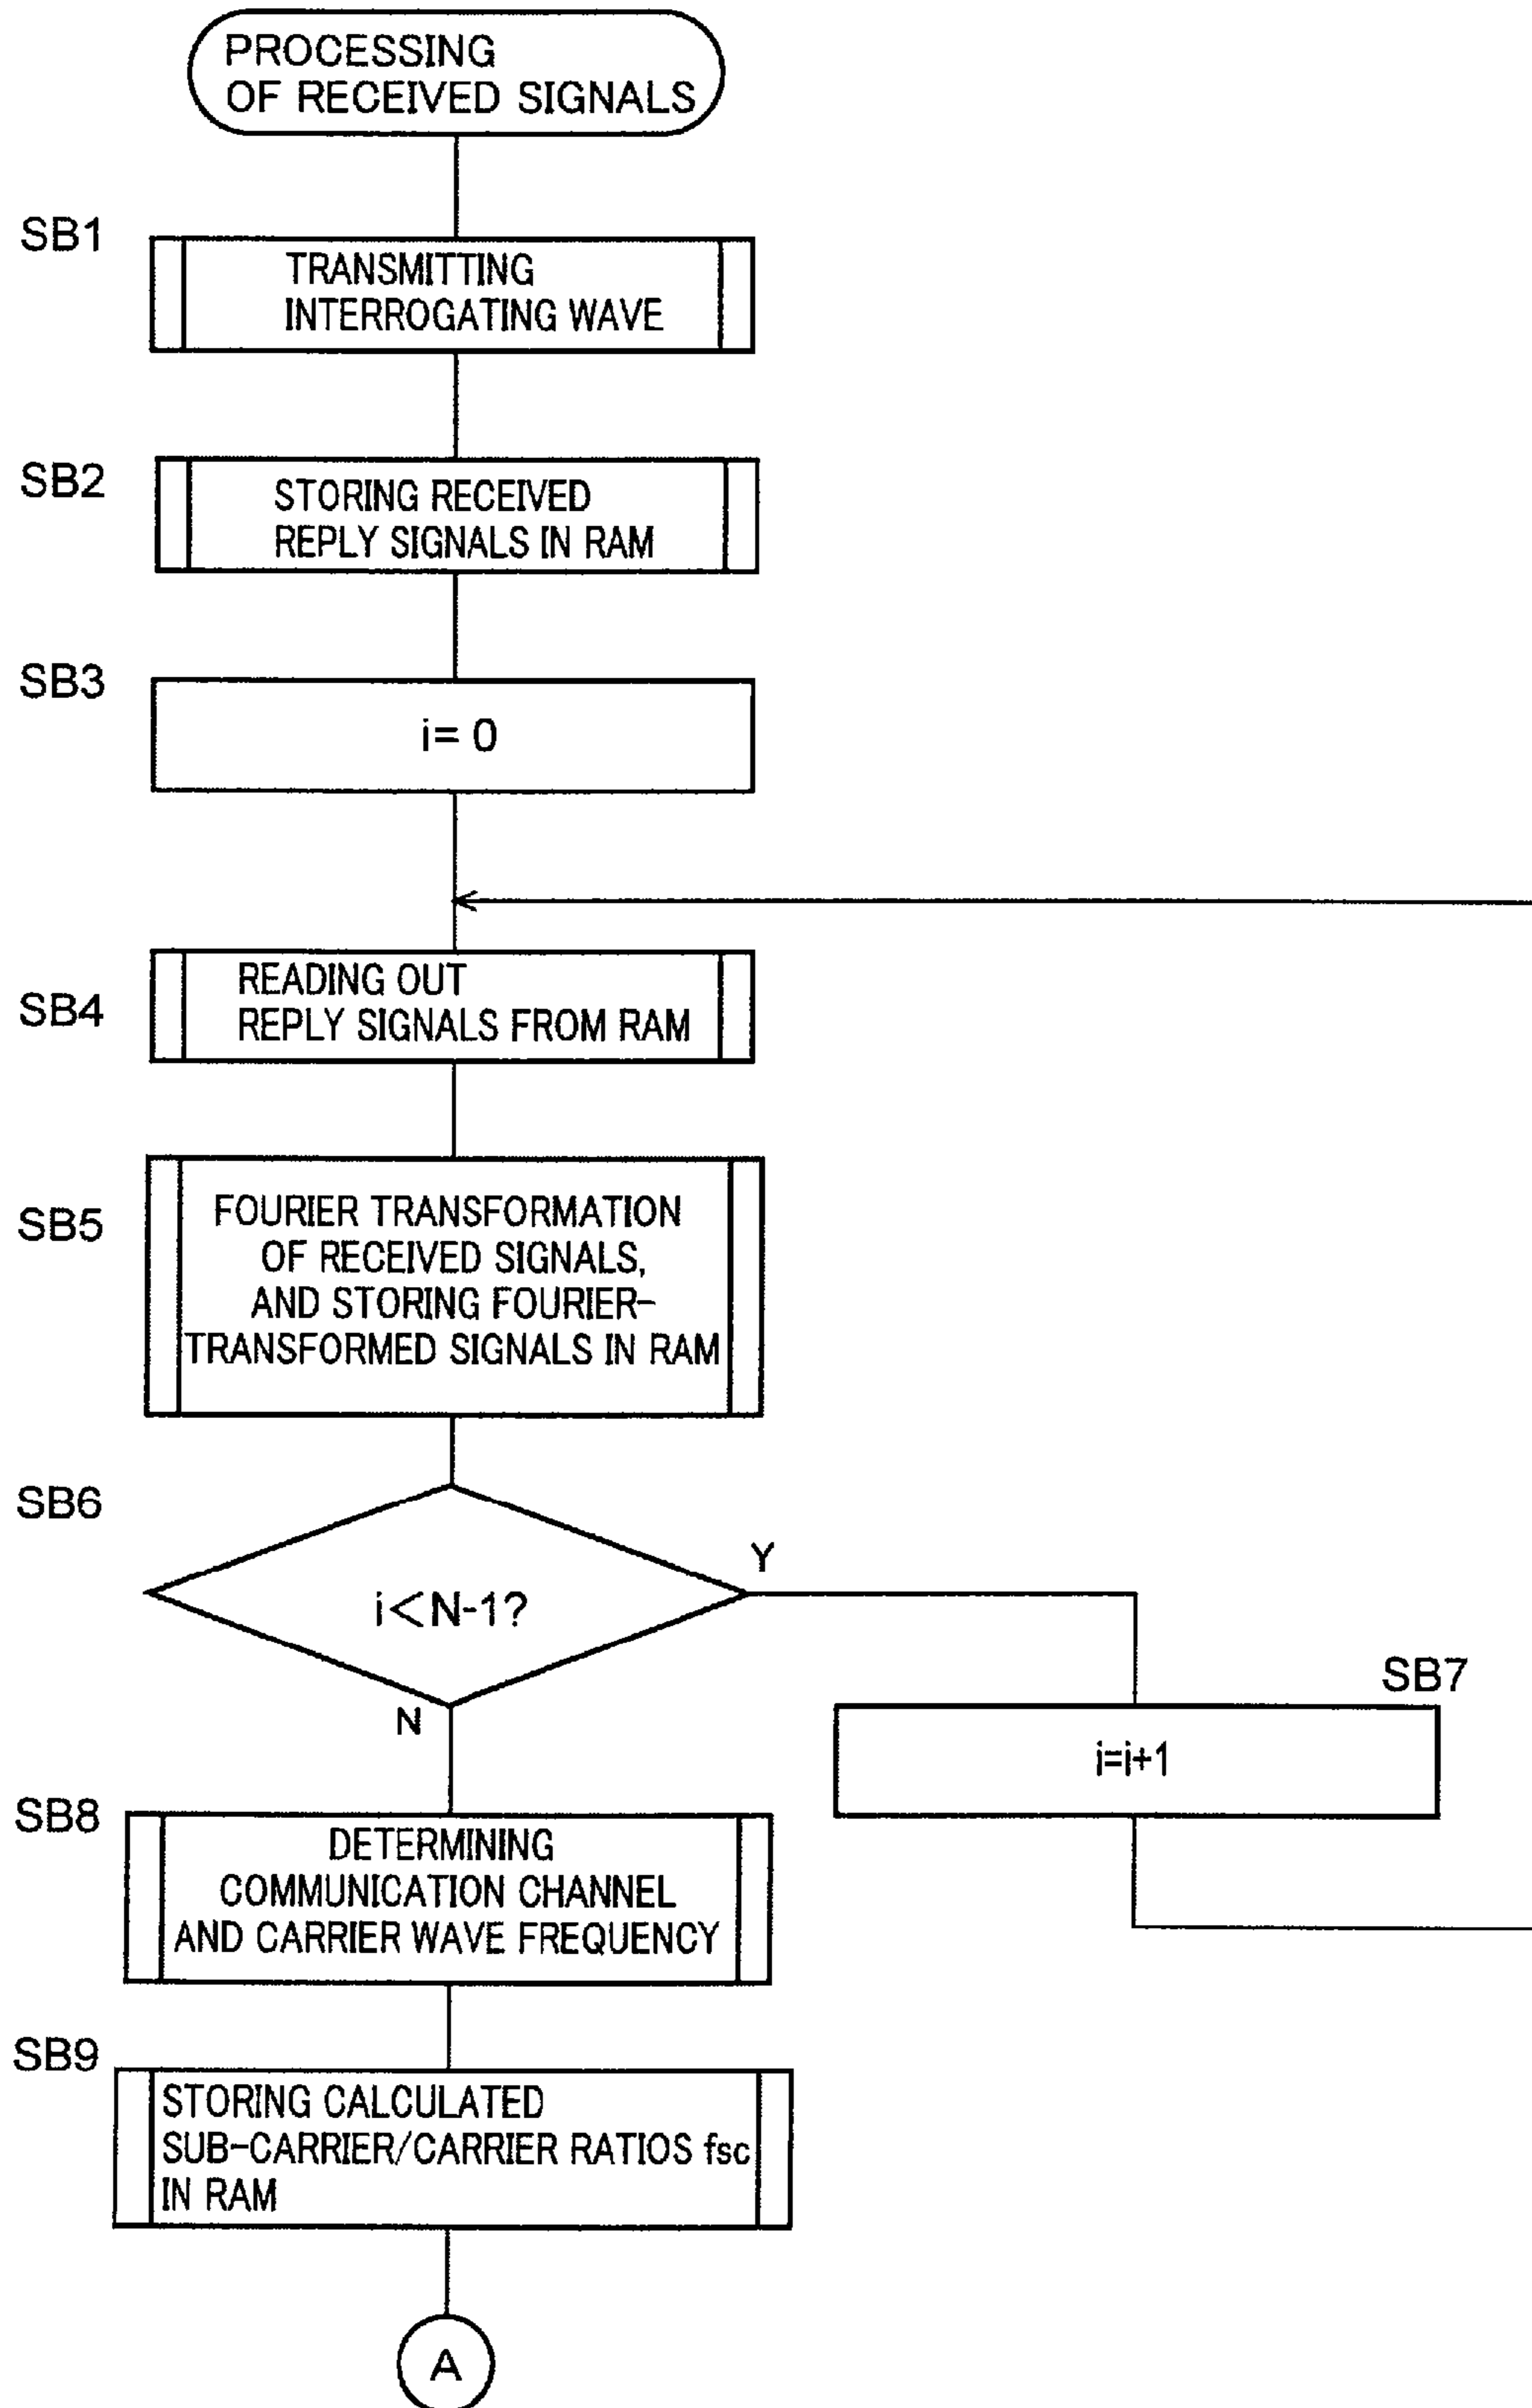 PROCESSING
OF RECEIVED SIGNALS
SB1
TRANSMITTING
INTERROGATING WAVE
SB2
STORING RECEIVED
REPLY SIGNALS IN RAM
SB3
i= 0
SB4
READING OUT
REPLY SIGNALS FROM RAM
SB5
FOURIER TRANSFORMATION
OF RECEIVED SIGNALS,
AND STORING FOURIER-
TRANSFORMED SIGNALS IN RAM
SB6
i<N-1?
Y
N
SB7
i=i+1
SB8
DETERMINING
COMMUNICATION CHANNEL
AND CARRIER WAVE FREQUENCY
SB9
STORING CALCULATED
SUB-CARRIER/CARRIER RATIOS fsc
IN RAM
A